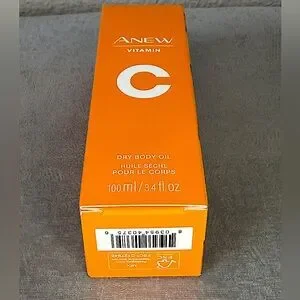 ANEW
VITAMIN
C
DRY BODY OIL
HUILE SÈCHE
POUR LE CORPS
100 ml / 3.4 fl.oz